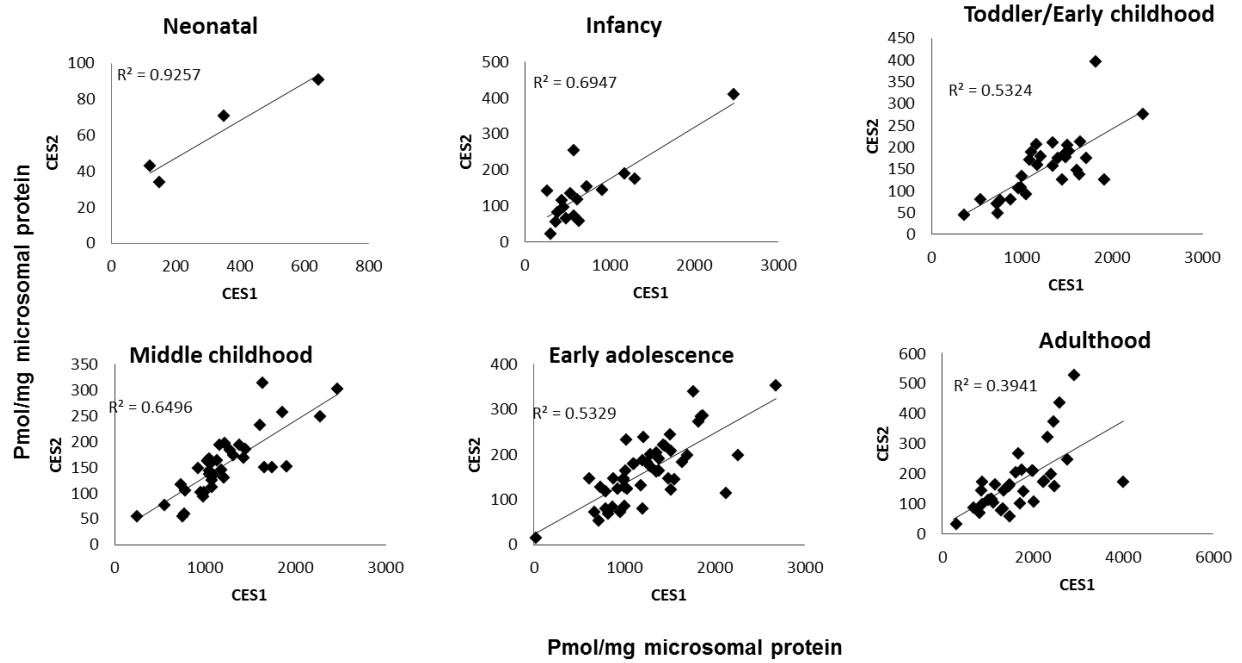 Neonatal
R² = 0.9257
100
80
60
40
20
0
CES2
0 200 400 600 800
CES1
Infancy
R² = 0.6947
500
400
300
200
100
0
CES2
0 1000 2000 3000
CES1
Toddler/Early childhood
R² = 0.5324
450
400
350
300
250
200
150
100
50
0
CES2
0 1000 2000 3000
CES1
Pmol/mg microsomal protein
Middle childhood
R² = 0.6496
350
300
250
200
150
100
50
0
CES2
0 1000 2000 3000
CES1
Early adolescence
R² = 0.5329
400
300
200
100
0
CES2
0 1000 2000 3000
CES1
Adulthood
R² = 0.3941
600
500
400
300
200
100
0
CES2
0 2000 4000 6000
CES1
Pmol/mg microsomal protein